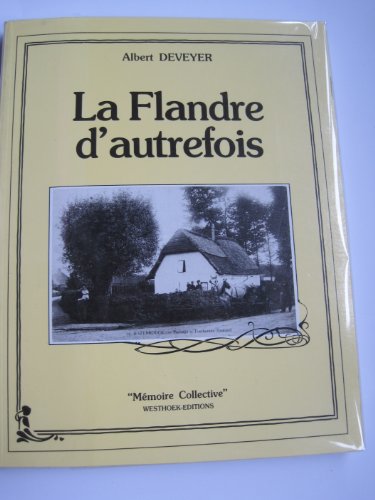 Albert DEVEYER
La Flandre
d'autrefois
"Mémoire Collective"
WESTHOEK-EDITIONS